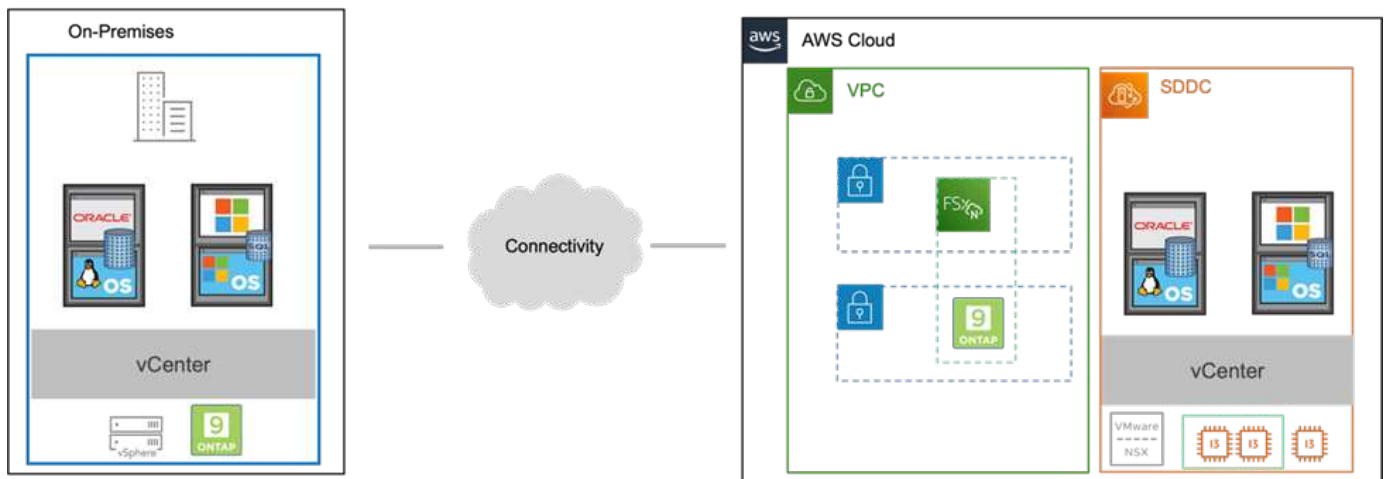 On-Premises
ORACLE
OS
SQL
OS
vCenter
vSphere
9
ONTAP
Connectivity
aws
AWS Cloud
VPC
FSx
N
9
ONTAP
SDDC
ORACLE
OS
SQL
OS
vCenter
VMware
NSX
I3
I3
I3